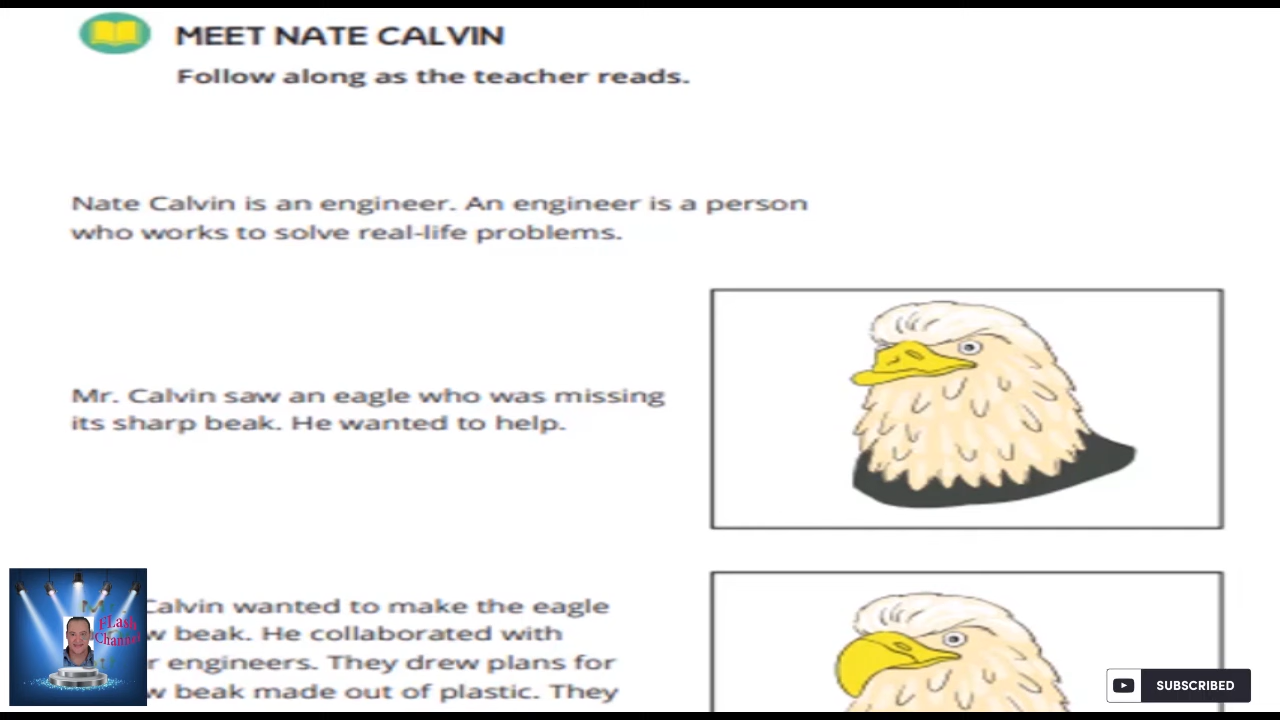 MEET NATE CALVIN
Follow along as the teacher reads.
Nate Calvin is an engineer. An engineer is a person
who works to solve real-life problems.
Mr. Calvin saw an eagle who was missing
its sharp beak. He wanted to help.
Calvin wanted to make the eagle
beak. He collaborated with
engineers. They drew plans for
beak made out of plastic. They
FLash
Channel
SUBSCRIBED